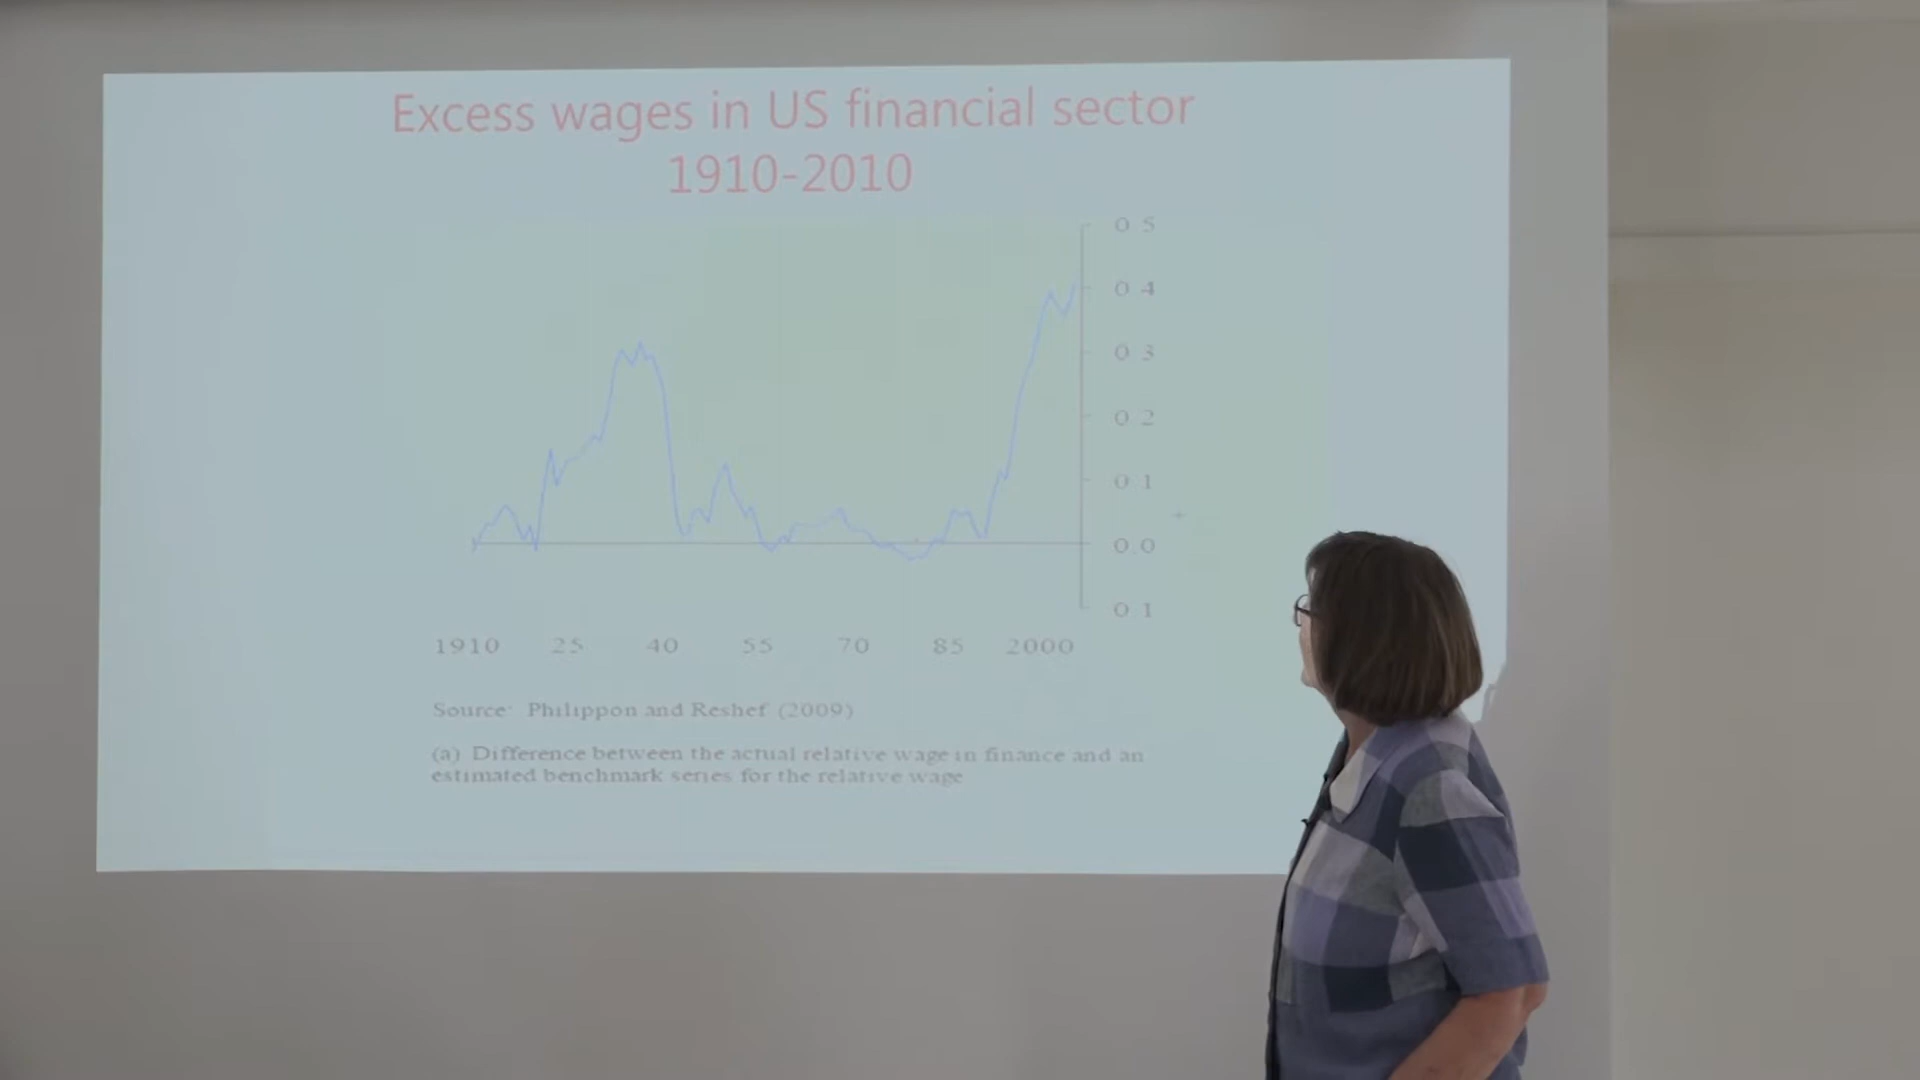 Excess wages in US financial sector
1910-2010
0 5
0 4
0 3
0 2
0 1
0.0
0 1
1910 25 40 55 70 85 2000
Source: Philippon and Reshef (2009)
(a) Difference between the actual relative wage in finance and an
estimated benchmark series for the relative wage